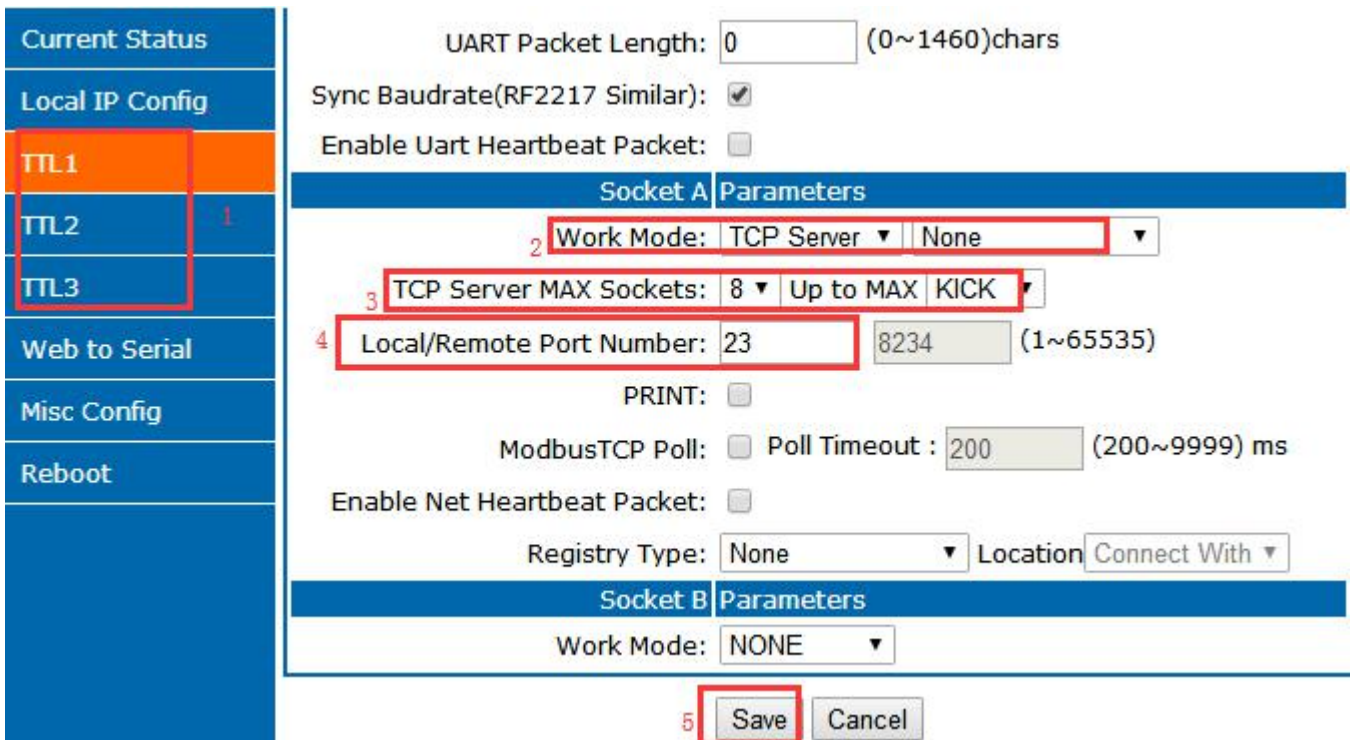 Current Status
Local IP Config
TTL1
TTL2
TTL3
1
Web to Serial
Misc Config
Reboot
UART Packet Length: 0 (0~1460)chars
Sync Baudrate(RF2217 Similar):
Enable Uart Heartbeat Packet:
Socket A Parameters
2 Work Mode: TCP Server None
3 TCP Server MAX Sockets: 8 Up to MAX KICK
4 Local/Remote Port Number: 23 8234 (1~65535)
PRINT:
ModbusTCP Poll: Poll Timeout : 200 (200~9999) ms
Enable Net Heartbeat Packet:
Registry Type: None Location Connect With
Socket B Parameters
Work Mode: NONE
5 Save Cancel